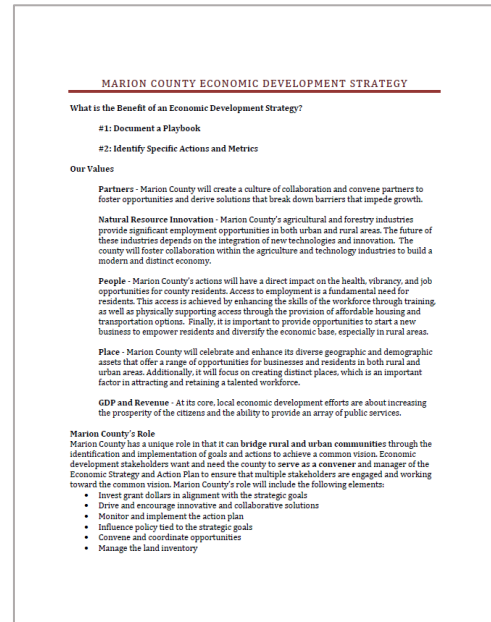 MARION COUNTY ECONOMIC DEVELOPMENT STRATEGY
What is the Benefit of an Economic Development Strategy?
#1: Document a Playbook
#2: Identify Specific Actions and Metrics
Our Values
Partners - Marion County will create a culture of collaboration and convene partners to
foster opportunities and derive solutions that break down barriers that impede growth.
Natural Resource Innovation - Marion County's agricultural and forestry industries
provide significant employment opportunities in both urban and rural areas. The future of
these industries depends on the integration of new technologies and innovation. The
county will foster collaboration within the agriculture and technology industries to build a
modern and distinct economy.
People - Marion County's actions will have a direct impact on the health, vibrancy, and job
opportunities for county residents. Access to employment is a fundamental need for
residents. This access is achieved by enhancing the skills of the workforce through training,
as well as physically supporting access through the provision of affordable housing and
transportation options. Finally, it is important to provide opportunities to start a new
business to empower residents and diversify the economic base, especially in rural areas.
Place - Marion County will celebrate and enhance its diverse geographic and demographic
assets that offer a range of opportunities for businesses and residents in both rural and
urban areas. Additionally, it will focus on creating distinct places, which is an important
factor in attracting and retaining a talented workforce.
GDP and Revenue - At its core, local economic development efforts are about increasing
the prosperity of the citizens and the ability to provide an array of public services.
Marion County's Role
Marion County has a unique role in that it can bridge rural and urban communities through the
identification and implementation of goals and actions to achieve a common vision. Economic
development stakeholders want and need the county to serve as a convener and manager of the
Economic Strategy and Action Plan to ensure that multiple stakeholders are engaged and working
toward the common vision. Marion County's role will include the following elements:
• Invest grant dollars in alignment with the strategic goals
• Drive and encourage innovative and collaborative solutions
• Monitor and implement the action plan
• Influence policy tied to the strategic goals
• Convene and coordinate opportunities
• Manage the land inventory